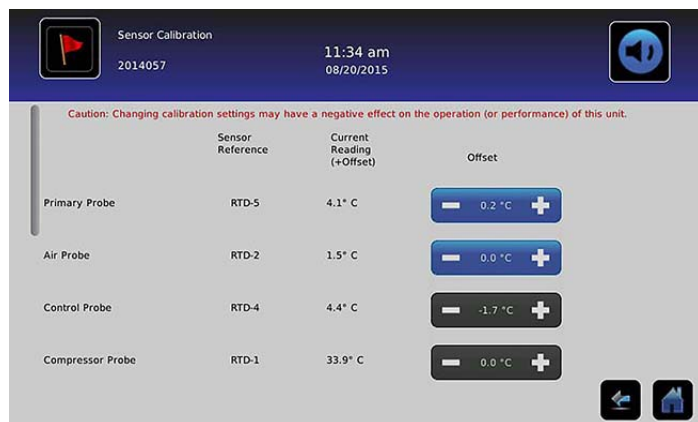 Sensor Calibration
2014057
11:34 am
08/20/2015
Caution: Changing calibration settings may have a negative effect on the operation (or performance) of this unit.
Sensor
Reference
Current
Reading
(+Offset)
Offset
Primary Probe RTD-5 4.1° C 0.2 °C
Air Probe RTD-2 1.5° C 0.0 °C
Control Probe RTD-4 4.4° C -1.7 °C
Compressor Probe RTD-1 33.9° C 0.0 °C